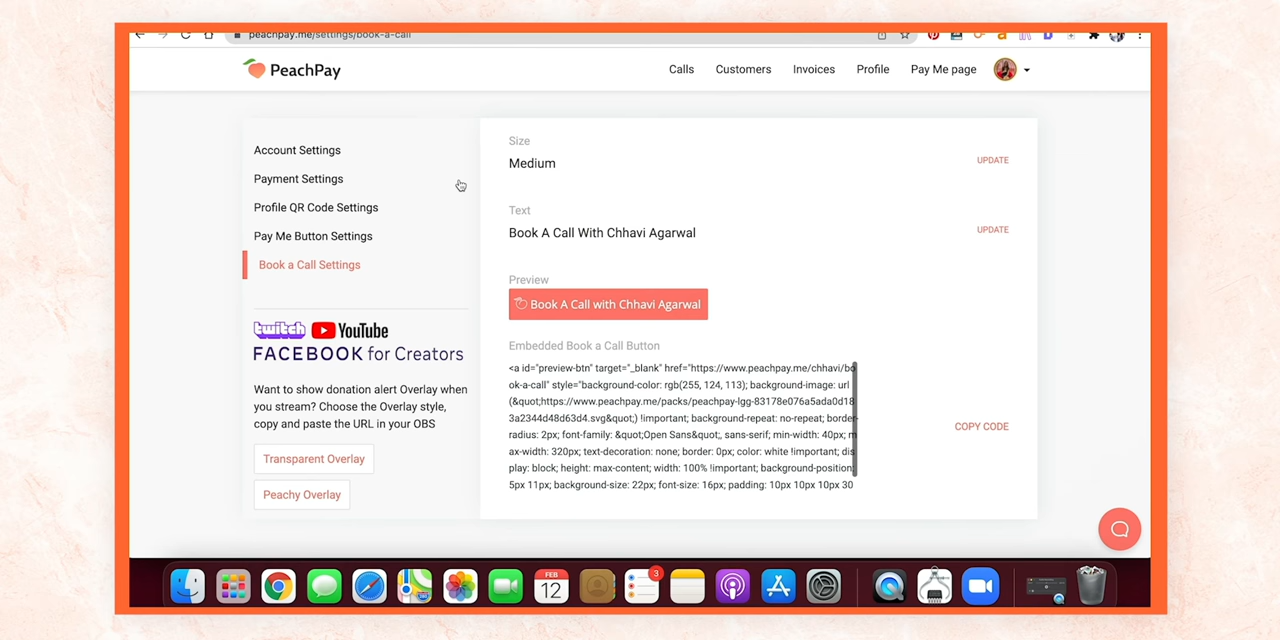 peachpay.me/settings/book-a-call
PeachPay
Calls
Customers
Invoices
Profile
Pay Me page
Account Settings
Payment Settings
Profile QR Code Settings
Pay Me Button Settings
Book a Call Settings
twitch YouTube
FACEBOOK for Creators
Want to show donation alert Overlay when
you stream? Choose the Overlay style,
copy and paste the URL in your OBS
Transparent Overlay
Peachy Overlay
Size
Medium
UPDATE
Text
Book A Call With Chhavi Agarwal
UPDATE
Preview
Book A Call with Chhavi Agarwal
Embedded Book a Call Button
<a id="preview-btn" target="_blank" href="https://www.peachpay.me/chhavi/bo
ok-a-call" style="background-color: rgb(255, 124, 113); background-image: url
(&quot;https://www.peachpay.me/packs/peachpay-lgg-83178e076a5ada0d18
3a2344d48d63d4.svg&quot;) !important; background-repeat: no-repeat; border-
radius: 2px; font-family: &quot;Open Sans&quot;, sans-serif; min-width: 40px; m
ax-width: 320px; text-decoration: none; border: 0px; color: white !important; dis
play: block; height: max-content; width: 100% !important; background-position:
5px 11px; background-size: 22px; font-size: 16px; padding: 10px 10px 10px 30
COPY CODE
FEB
12
3